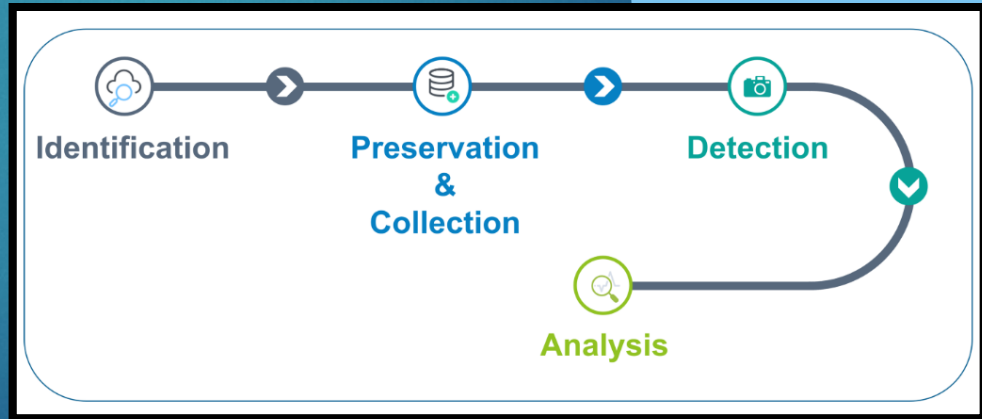 Identification
Preservation
&
Collection
Detection
Analysis